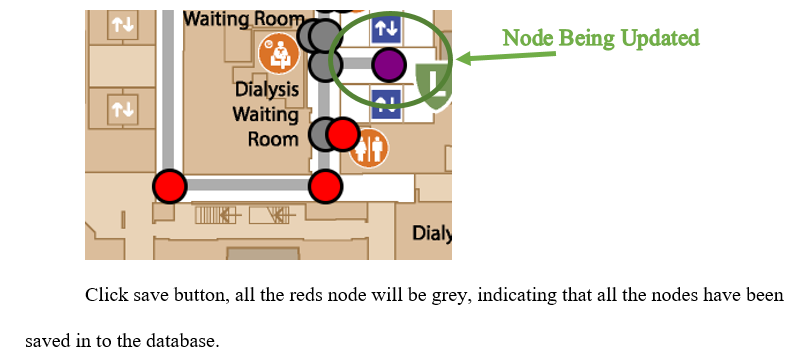 Waiting Room
Node Being Updated
L
Dialysis
Waiting
Room
Dialy
Click save button, all the reds node will be grey, indicating that all the nodes have been
saved in to the database.